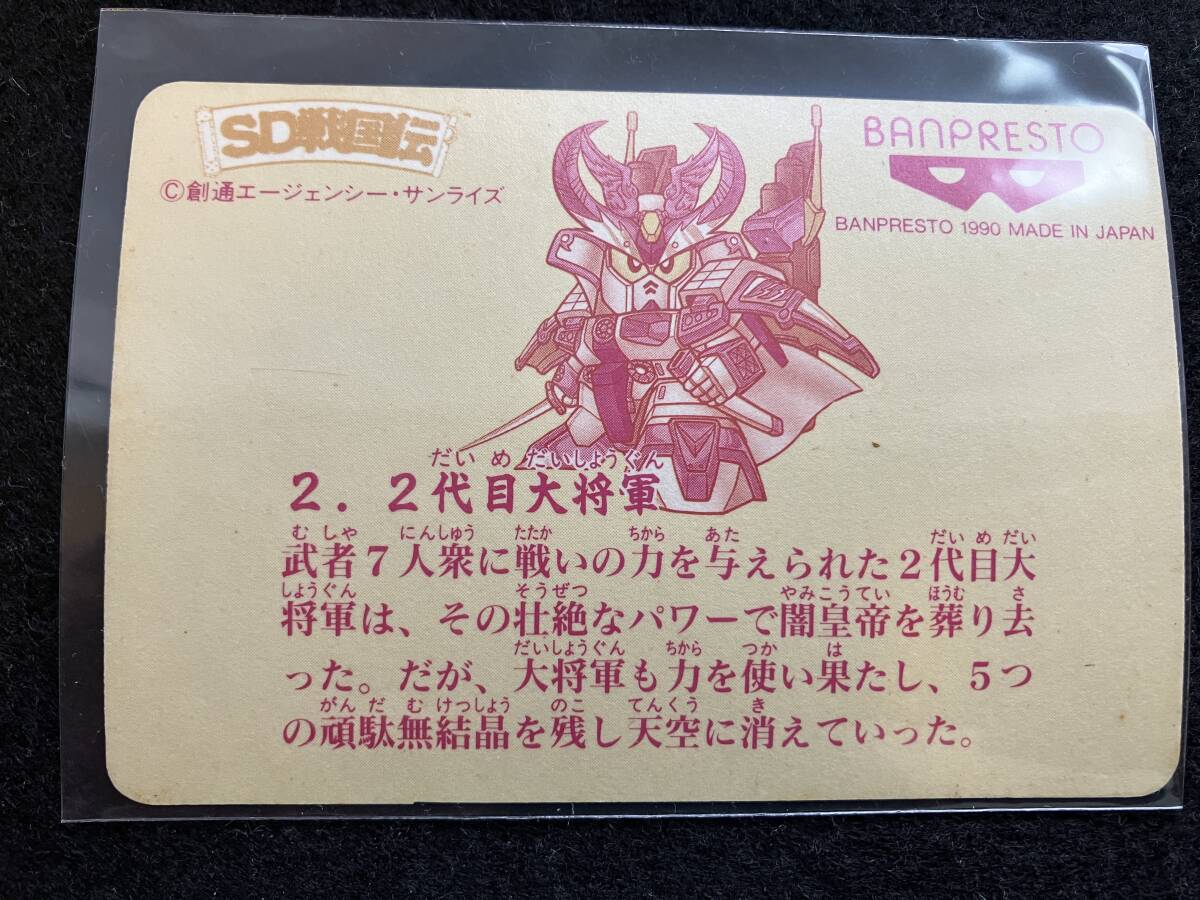 SD戦国伝
©創通エージェンシー・サンライズ
BANPRESTO
BANPRESTO 1990 MADE IN JAPAN
だいめ だいしょうぐん
2．2代目大将軍
むしゃ にんしゅう たたか ちから あた だいめ だい
武者7人衆に戦いの力を与えられた2代目大
しょうぐん そうぜつ やみこうてい ほうむ さ
将軍は、その壮絶なパワーで闇皇帝を葬り去
だいしょうぐん ちから つか は
った。だが、大将軍も力を使い果たし、5つ
がんだむけっしょう のこ てんくう き
の頑駄無結晶を残し天空に消えていった。